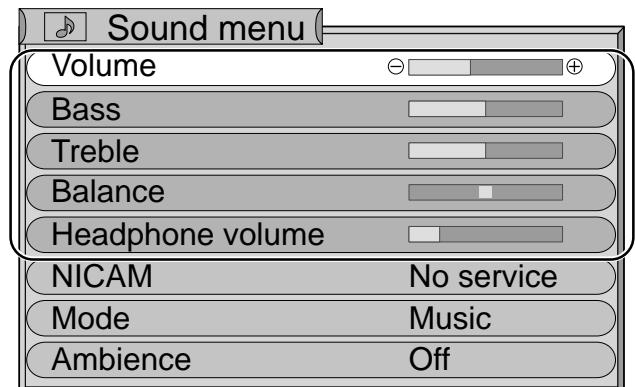 Sound menu
Volume
Bass
Treble
Balance
Headphone volume
NICAM No service
Mode Music
Ambience Off